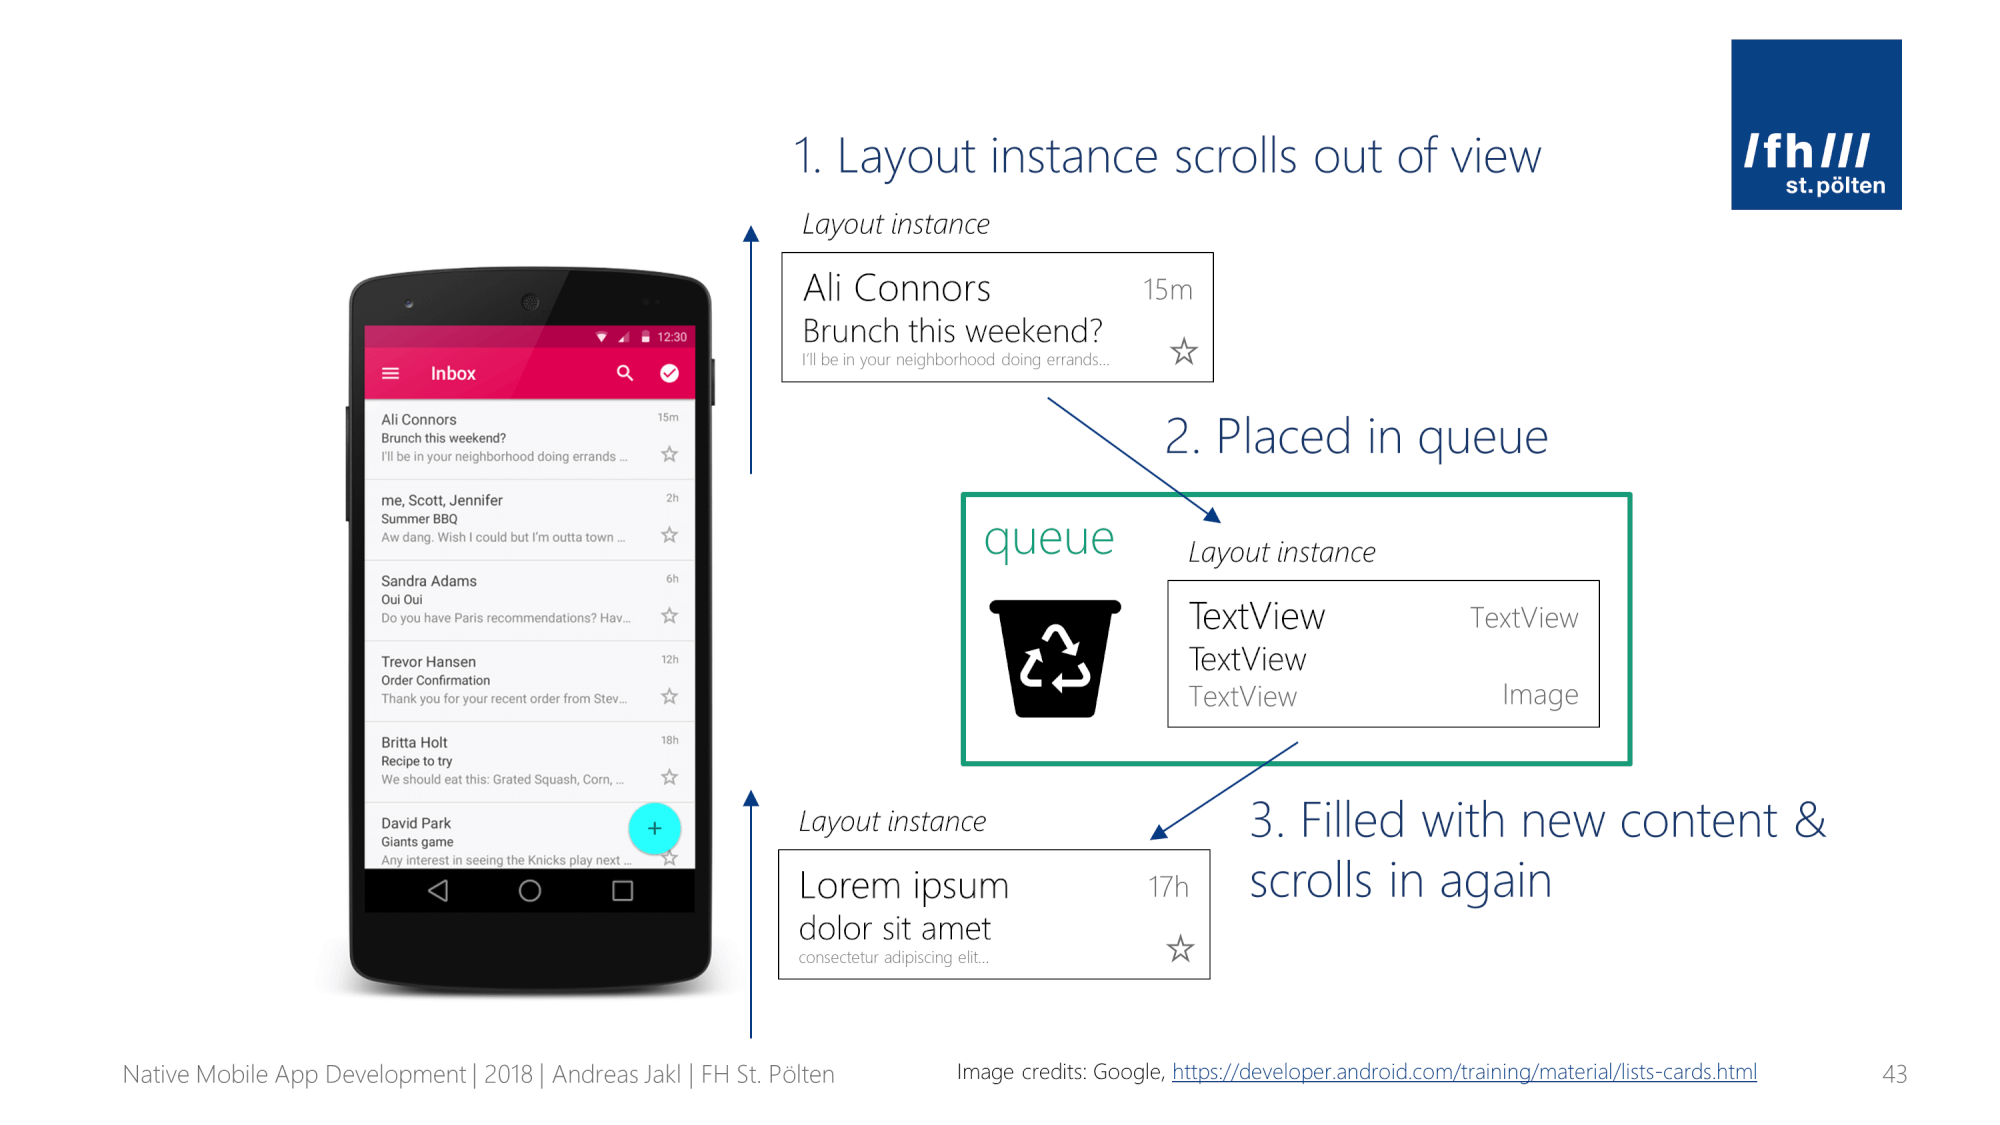 1. Layout instance scrolls out of view
/fh///
st.pölten
Layout instance
Ali Connors 15m
Brunch this weekend?
I'll be in your neighborhood doing errands...
2. Placed in queue
queue
Layout instance
TextView TextView
TextView
TextView Image
3. Filled with new content &
scrolls in again
Layout instance
Lorem ipsum 17h
dolor sit amet
consectetur adipiscing elit...
12:30
Inbox
Ali Connors 15m
Brunch this weekend?
I'll be in your neighborhood doing errands ...
me, Scott, Jennifer 2h
Summer BBQ
Aw dang. Wish I could but I'm outta town ...
Sandra Adams 6h
Oui Oui
Do you have Paris recommendations? Hav...
Trevor Hansen 12h
Order Confirmation
Thank you for your recent order from Stev...
Britta Holt 18h
Recipe to try
We should eat this: Grated Squash, Corn, ...
David Park
Giants game
Any interest in seeing the Knicks play next ...
Native Mobile App Development | 2018 | Andreas Jakl | FH St. Pölten
Image credits: Google, https://developer.android.com/training/material/lists-cards.html
43